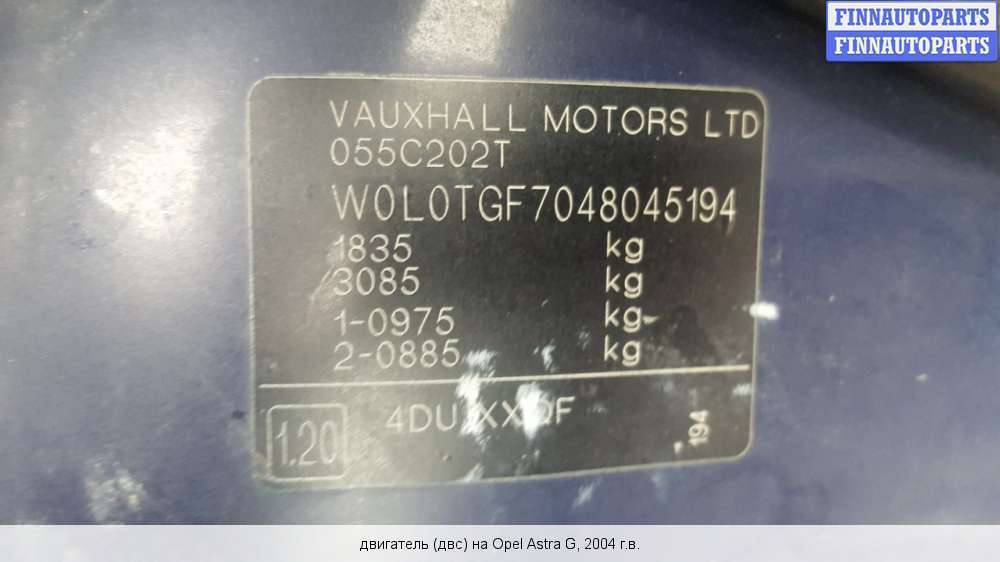 FINNAUTOPARTS
FINNAUTOPARTS
VAUXHALL MOTORS LTD
055C202T
W0L0TGF7048045194
1835 kg
3085 kg
1-0975 kg
2-0885 kg
1.20
194
двигатель (двс) на Opel Astra G, 2004 г.в.